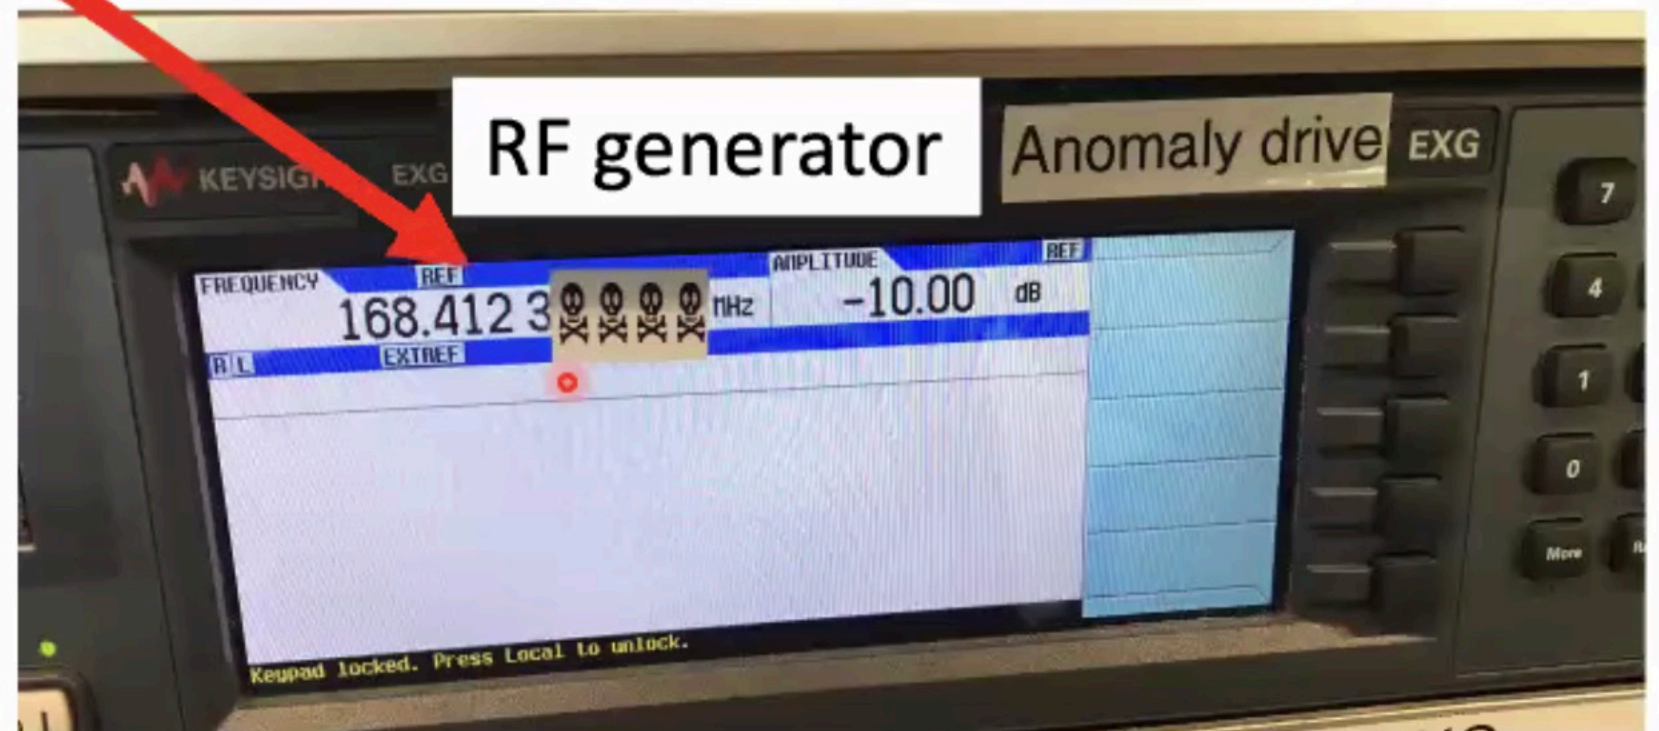 RF generator
Anomaly drive
EXG
KEYSIGHT
EXG
FREQUENCY
REF
168.412 3
MHz
AMPLITUDE
REF
-10.00 dB
R L
EXTREF
Keypad locked. Press Local to unlock.
7
4
1
0
More